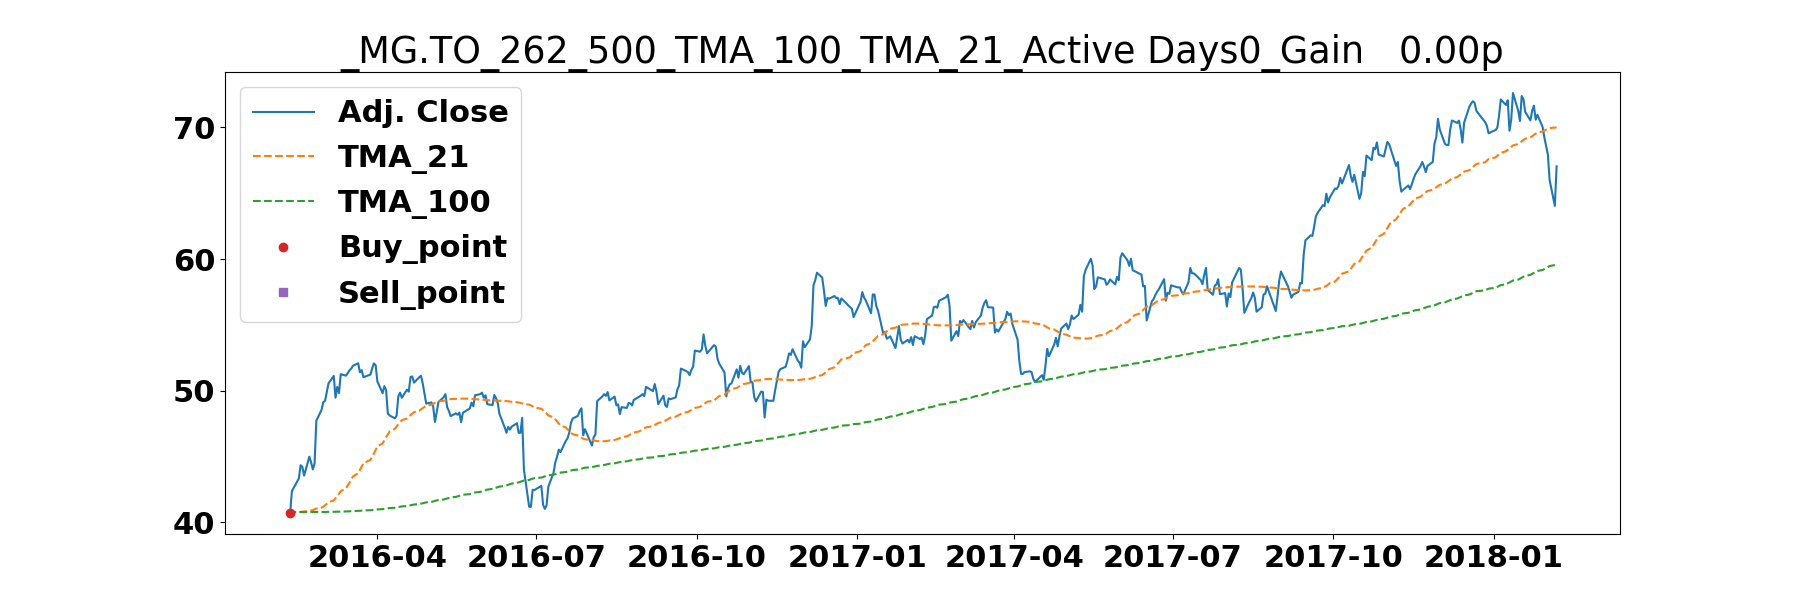 _MG.TO_262_500_TMA_100_TMA_21_Active Days0_Gain   0.00p
Adj. Close
TMA_21
TMA_100
Buy_point
Sell_point
70
60
50
40
2016-04 2016-07 2016-10 2017-01 2017-04 2017-07 2017-10 2018-01